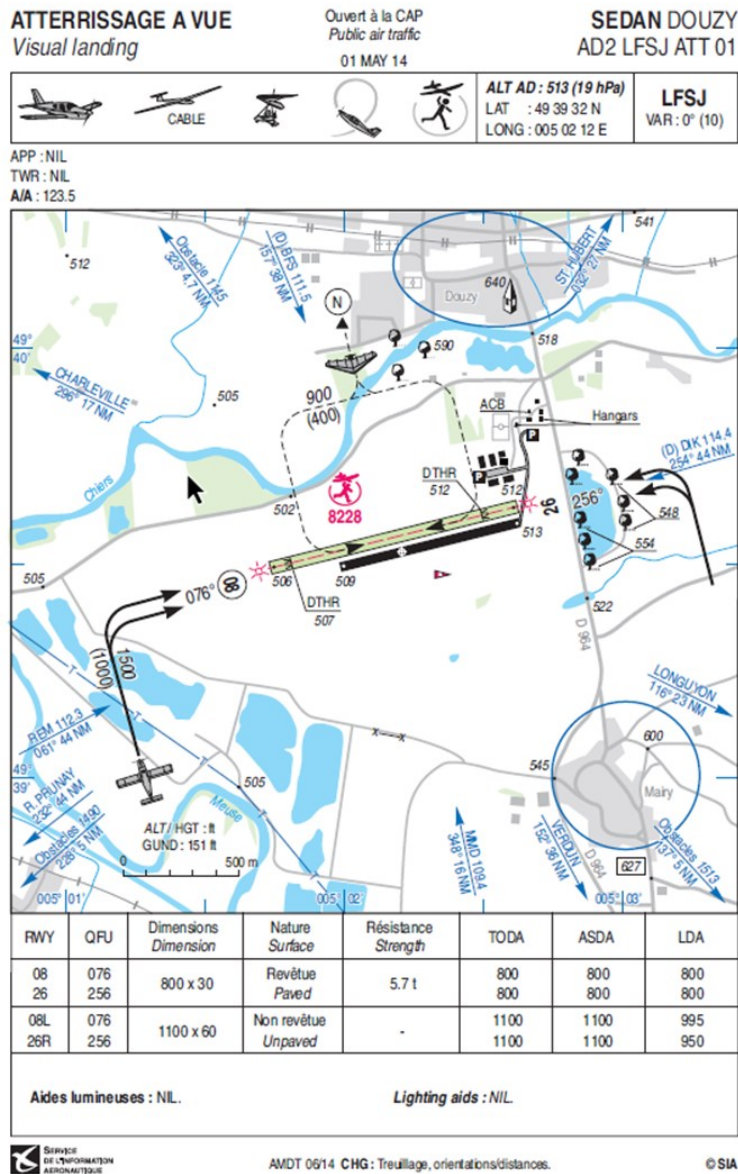 ATTERRISSAGE A VUE
Visual landing
Ouvert à la CAP
Public air traffic
01 MAY 14
SEDAN DOUZY
AD2 LFSJ ATT 01
CABLE
ALT AD : 513 (19 hPa)
LAT : 49 39 32 N
LONG : 005 02 12 E
LFSJ
VAR : 0° (10)
APP : NIL
TWR : NIL
A/A : 123.5
512
Obstacle 1145
323° 4.7 NM
(D) BFS 111.5
157° 38 NM
ST. HUBERT
032° 27 NM
541
640
Douzy
N
49°
40'
518
590
CHARLEVILLE
296° 17 NM
505
900
(400)
ACB
Hangars
P
(D) DIK 114.4
254° 44 NM
Chiers
DTHR
512
P
512
8228
502
26
256°
548
513
554
505
506
509
076°
08
DTHR
507
522
D 964
1500
(1000)
LONGUYON
116° 23 NM
REM 112.3
061° 44 NM
T
T
T
x—x
600
49°
39'
505
545
Mairy
R. PRUNAY
232° 44 NM
Meuse
Obstacles 1490
228° 5 NM
ALT / HGT : ft
GUND : 151 ft
0 500 m
MMD 109.4
348° 16 NM
VERDUN
152° 36 NM
D 964
627
Obstacles 1513
137° 5 NM
005° 01'
005° 02'
005° 03'
RWY QFU Dimensions Nature Résistance TODA ASDA LDA
Dimension Surface Strength
08 076 800 x 30 Revêtue 5.7 t 800 800 800
26 256 Paved 800 800 800
08L 076 1100 x 60 Non revêtue - 1100 1100 995
26R 256 Unpaved 1100 1100 950
Aides lumineuses : NIL. Lighting aids : NIL.
SERVICE
DE L'INFORMATION
AERONAUTIQUE
AMDT 06/14 CHG : Treuillage, orientations/distances.
© SIA